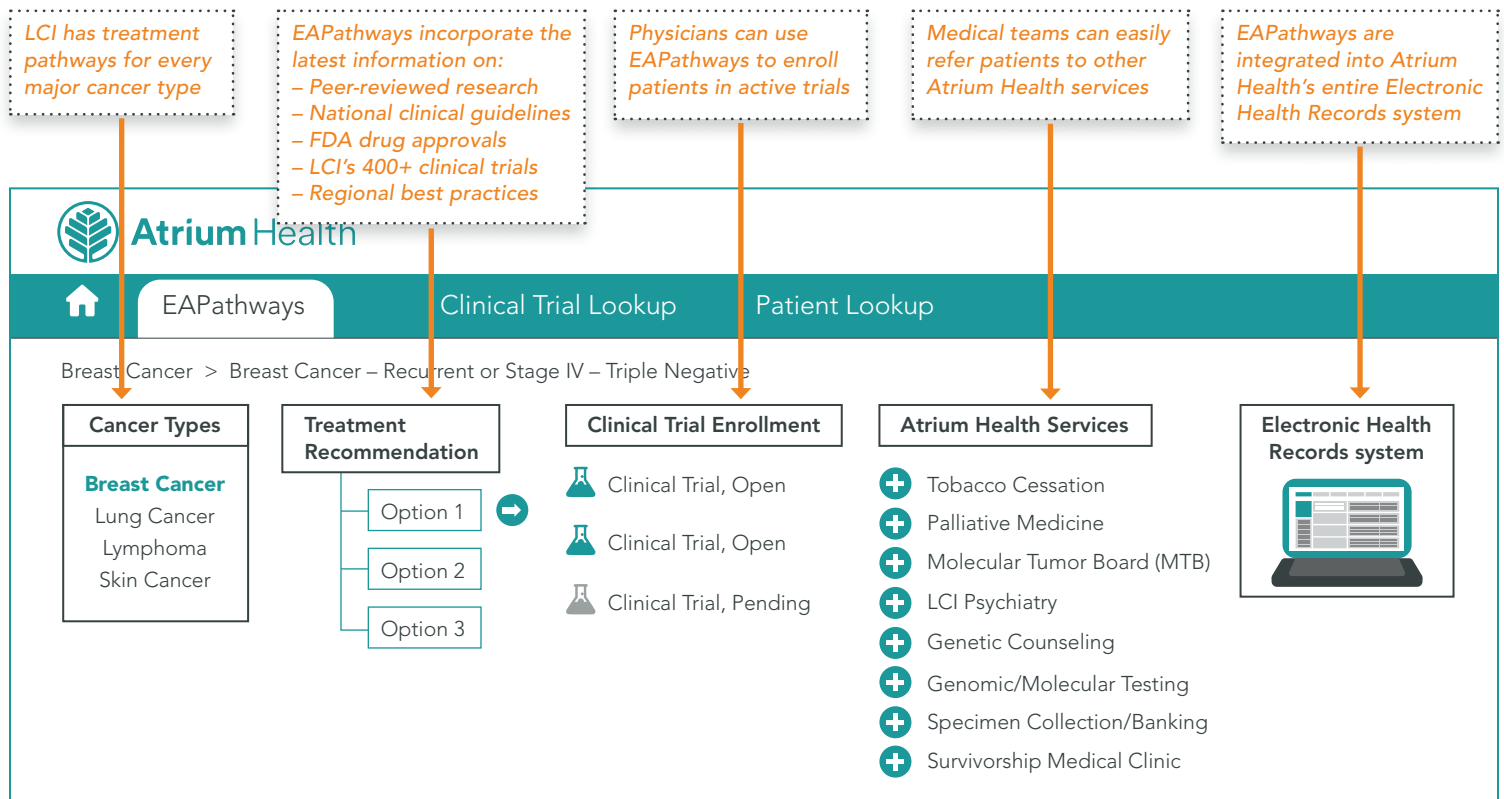 LCI has treatment
pathways for every
major cancer type
EAPathways incorporate the
latest information on:
– Peer-reviewed research
– National clinical guidelines
– FDA drug approvals
– LCI's 400+ clinical trials
– Regional best practices
Physicians can use
EAPathways to enroll
patients in active trials
Medical teams can easily
refer patients to other
Atrium Health services
EAPathways are
integrated into Atrium
Health's entire Electronic
Health Records system
Atrium Health
EAPathways
Clinical Trial Lookup
Patient Lookup
Breast Cancer > Breast Cancer – Recurrent or Stage IV – Triple Negative
Cancer Types
Breast Cancer
Lung Cancer
Lymphoma
Skin Cancer
Treatment
Recommendation
Option 1
Option 2
Option 3
Clinical Trial Enrollment
Clinical Trial, Open
Clinical Trial, Open
Clinical Trial, Pending
Atrium Health Services
Tobacco Cessation
Palliative Medicine
Molecular Tumor Board (MTB)
LCI Psychiatry
Genetic Counseling
Genomic/Molecular Testing
Specimen Collection/Banking
Survivorship Medical Clinic
Electronic Health
Records system